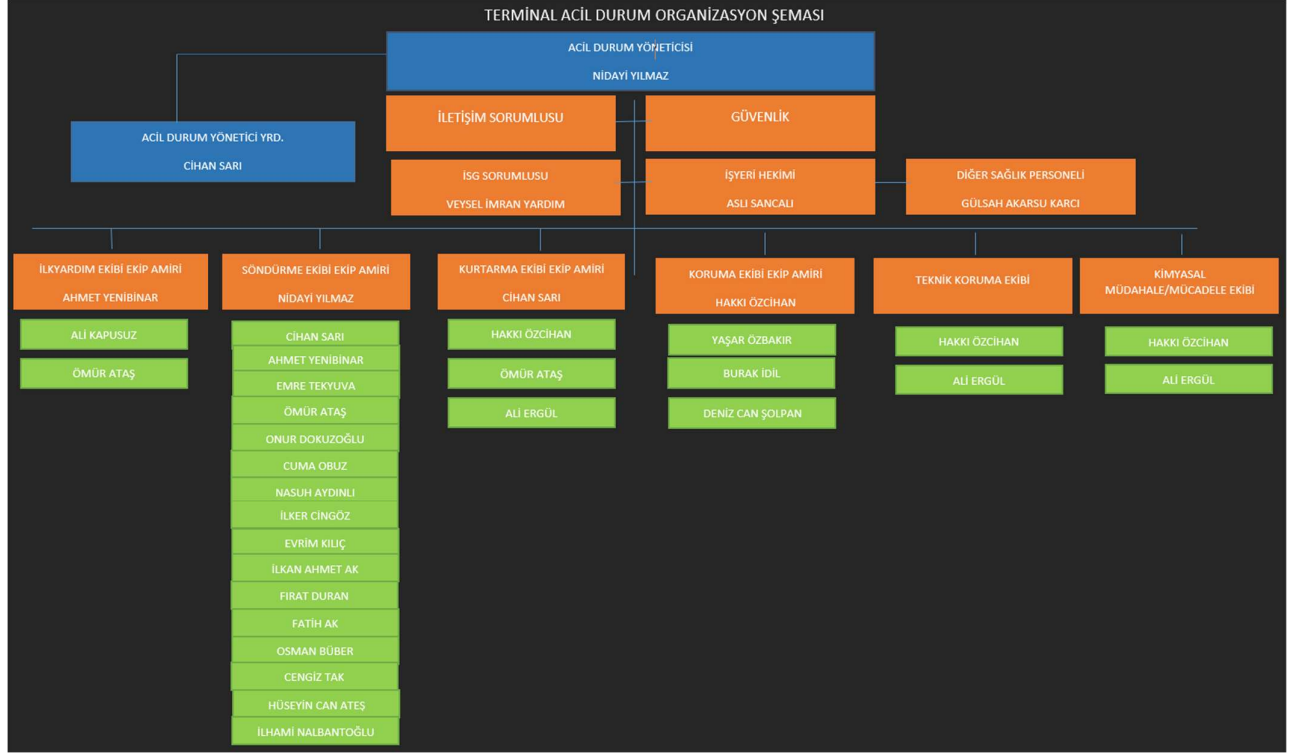 TERMİNAL ACİL DURUM ORGANİZASYON ŞEMASI
ACİL DURUM YÖNETİCİSİ
NİDAYİ YILMAZ
İLETİŞİM SORUMLUSU
GÜVENLİK
ACİL DURUM YÖNETİCİ YRD.
CİHAN SARI
İSG SORUMLUSU
VEYSEL İMRAN YARDIM
İŞYERİ HEKİMİ
ASLI SANCALI
DİĞER SAĞLIK PERSONELİ
GÜLSAH AKARSU KARCI
İLKYARDIM EKİBİ EKİP AMİRİ
AHMET YENİBİNAR
ALİ KAPUSUZ
ÖMÜR ATAŞ
SÖNDÜRME EKİBİ EKİP AMİRİ
NİDAYİ YILMAZ
CİHAN SARI
AHMET YENİBİNAR
EMRE TEKYUVA
ÖMÜR ATAŞ
ONUR DOKUZOĞLU
CUMA OBUZ
NASUH AYDINLI
İLKER CİNGÖZ
EVRİM KILIÇ
İLKAN AHMET AK
FIRAT DURAN
FATİH AK
OSMAN BÜBER
CENGİZ TAK
HÜSEYİN CAN ATEŞ
İLHAMİ NALBANTOĞLU
KURTARMA EKİBİ EKİP AMİRİ
CİHAN SARI
HAKKI ÖZCİHAN
ÖMÜR ATAŞ
ALİ ERGÜL
KORUMA EKİBİ EKİP AMİRİ
HAKKI ÖZCİHAN
YAŞAR ÖZBAKIR
BURAK İDİL
DENİZ CAN ŞOLPAN
TEKNİK KORUMA EKİBİ
HAKKI ÖZCİHAN
ALİ ERGÜL
KİMYASAL
MÜDAHALE/MÜCADELE EKİBİ
HAKKI ÖZCİHAN
ALİ ERGÜL